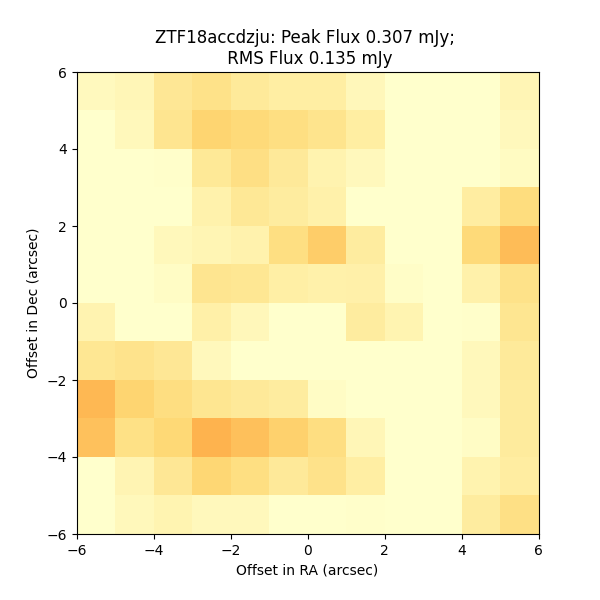 ZTF18accdzju: Peak Flux 0.307 mJy;
RMS Flux 0.135 mJy
6
4
2
0
−2
−4
−6
Offset in Dec (arcsec)
−6 −4 −2 0 2 4 6
Offset in RA (arcsec)